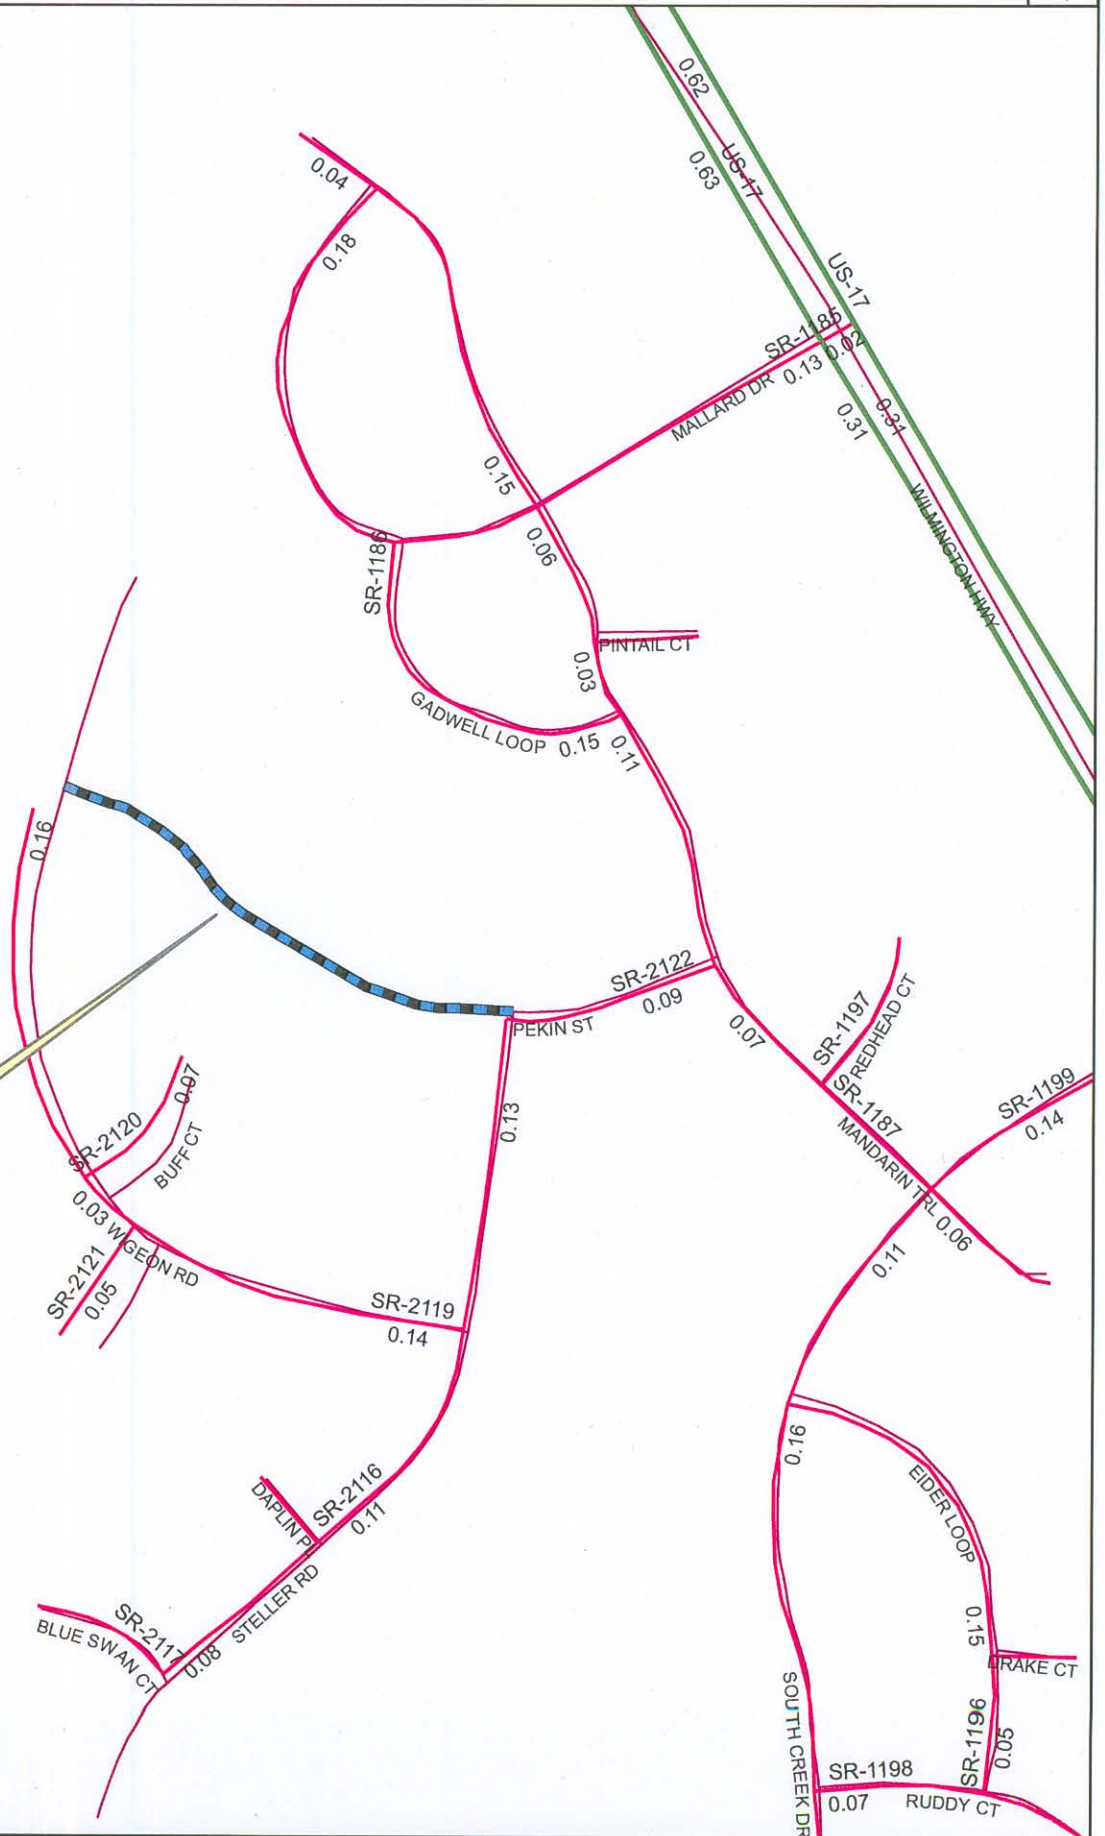 0.62
0.63
US-17
0.04
0.18
US-17
SR-1185
0.02
0.13
MALLARD DR
0.31
0.31
0.15
WILMINGTON HWY
0.06
SR-1186
PINTAIL CT
0.03
GADWELL LOOP
0.15
0.11
0.16
SR-2122
0.09
PEKIN ST
0.07
SR-1197
REDHEAD CT
SR-1187
MANDARIN TRL
0.06
SR-1199
0.14
0.13
0.07
SR-2120
BUFF CT
0.03
WIGEON RD
SR-2121
0.05
SR-2119
0.14
0.11
0.16
EIDER LOOP
DAPLIN P
SR-2116
0.11
STELLER RD
SR-2117
BLUE SWAN CT
0.08
0.15
DRAKE CT
SOUTH CREEK DR
SR-1196
0.05
SR-1198
0.07
RUDDY CT